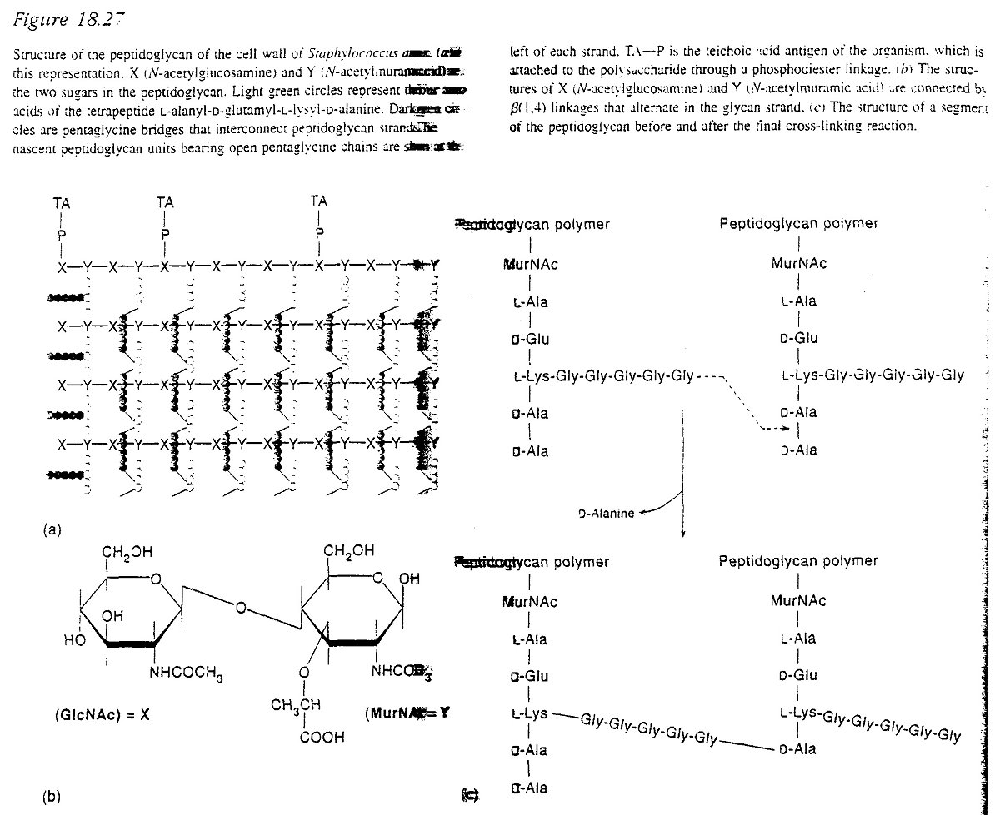 Figure 18.27
Structure of the peptidoglycan of the cell wall of Staphylococcus
this representation. X (N-acetylglucosamine) and Y
the two sugars in the peptidoglycan. Light green circles represent
acids of the tetrapeptide L-alanyl-D-glutamyl-L-lysyl-D-alanine.
cles are pentaglycine bridges that interconnect peptidoglycan
nascent peptidoglycan units bearing open pentaglycine chains are
left of each strand. TA—P is the teichoic acid antigen of the organism, which is
attached to the polysaccharide through a phosphodiester linkage. (b) The struc-
tures of X (N-acetylglucosamine) and Y (N-acetylmuramic acid) are connected by
β(1,4) linkages that alternate in the glycan strand. (c) The structure of a segment
of the peptidoglycan before and after the final cross-linking reaction.
TA TA TA
P P P
X—Y—X—Y—X—Y—X—Y—X—Y—X—Y—X—Y—Y
X—Y—X—Y—X—Y—X—Y—X—Y—X—Y—X—Y—Y
X—Y—X—Y—X—Y—X—Y—X—Y—X—Y—X—Y—Y
X—Y—X—Y—X—Y—X—Y—X—Y—X—Y—X—Y—Y
(a)
CH₂OH CH₂OH
O O OH
OH O
HO
NHCOCH₃ O
CH₃CH
COOH
(GlcNAc) = X (MurNAc) = Y
(b)
Peptidoglycan polymer Peptidoglycan polymer
MurNAc MurNAc
L-Ala L-Ala
D-Glu D-Glu
L-Lys-Gly-Gly-Gly-Gly-Gly L-Lys-Gly-Gly-Gly-Gly-Gly
D-Ala D-Ala
D-Ala D-Ala
D-Alanine
Peptidoglycan polymer Peptidoglycan polymer
MurNAc MurNAc
L-Ala L-Ala
D-Glu D-Glu
L-Lys—Gly-Gly-Gly-Gly-Gly L-Lys-Gly-Gly-Gly-Gly-Gly
D-Ala D-Ala
D-Ala